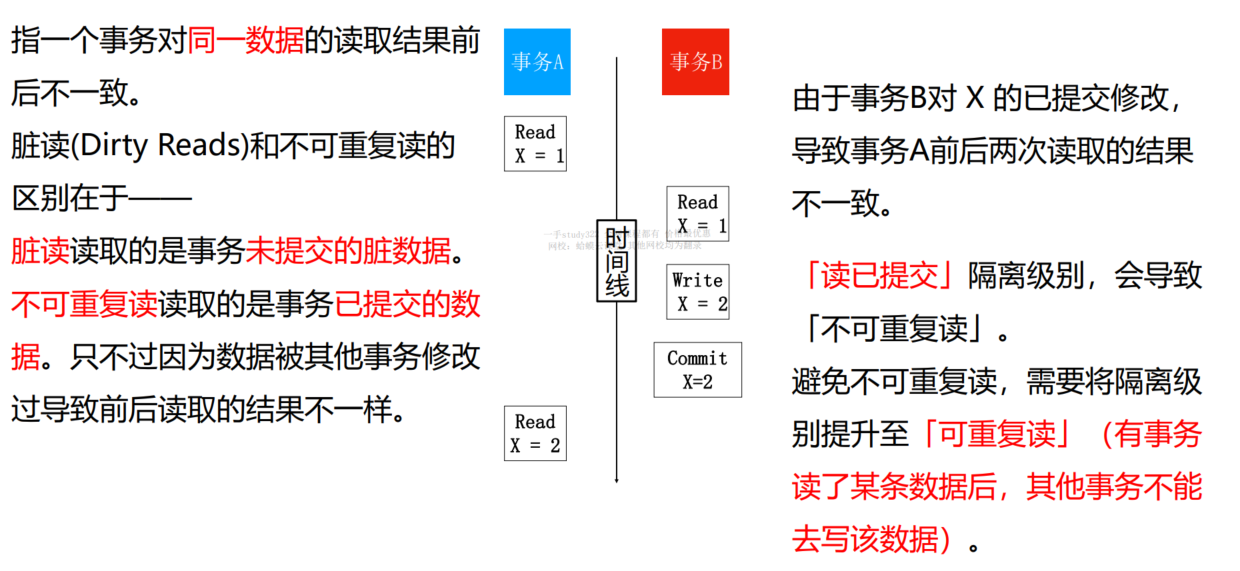 指一个事务对同一数据的读取结果前
后不一致。
脏读(Dirty Reads)和不可重复读的
区别在于——
脏读读取的是事务未提交的脏数据。
不可重复读读取的是事务已提交的数
据。只不过因为数据被其他事务修改
过导致前后读取的结果不一样。
事务A
事务B
Read
X = 1
Read
X = 1
时间线
Write
X = 2
Commit
X=2
Read
X = 2
由于事务B对 X 的已提交修改，
导致事务A前后两次读取的结果
不一致。
「读已提交」隔离级别，会导致
「不可重复读」。
避免不可重复读，需要将隔离级
别提升至「可重复读」（有事务
读了某条数据后，其他事务不能
去写该数据）。